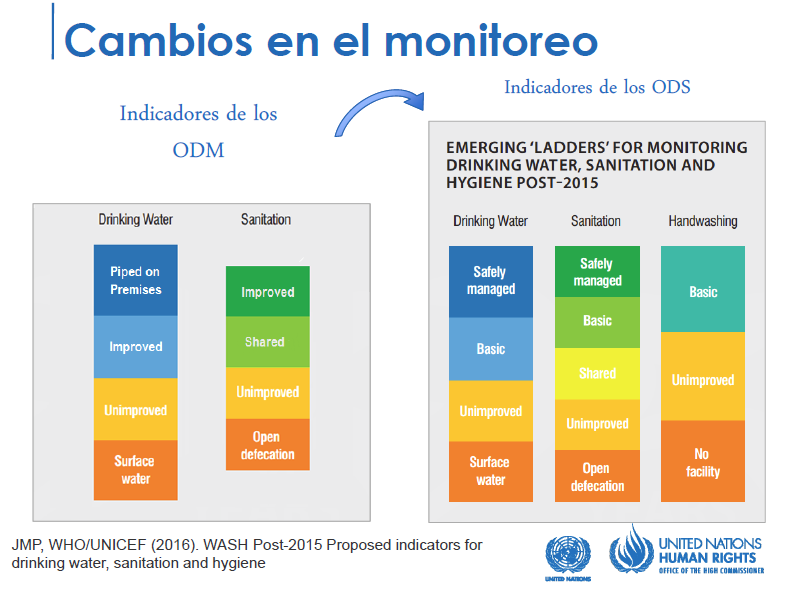 Cambios en el monitoreo
Indicadores de los
ODM
Indicadores de los ODS
Drinking Water
Sanitation
Piped on
Premises
Improved
Unimproved
Surface
water
Improved
Shared
Unimproved
Open
defecation
EMERGING ‘LADDERS’ FOR MONITORING
DRINKING WATER, SANITATION AND
HYGIENE POST-2015
Drinking Water
Sanitation
Handwashing
Safely
managed
Basic
Unimproved
Surface
water
Safely
managed
Basic
Shared
Unimproved
Open
defecation
Basic
Unimproved
No
facility
JMP, WHO/UNICEF (2016). WASH Post-2015 Proposed indicators for
drinking water, sanitation and hygiene
UNITED NATIONS
UNITED NATIONS
HUMAN RIGHTS
OFFICE OF THE HIGH COMMISSIONER